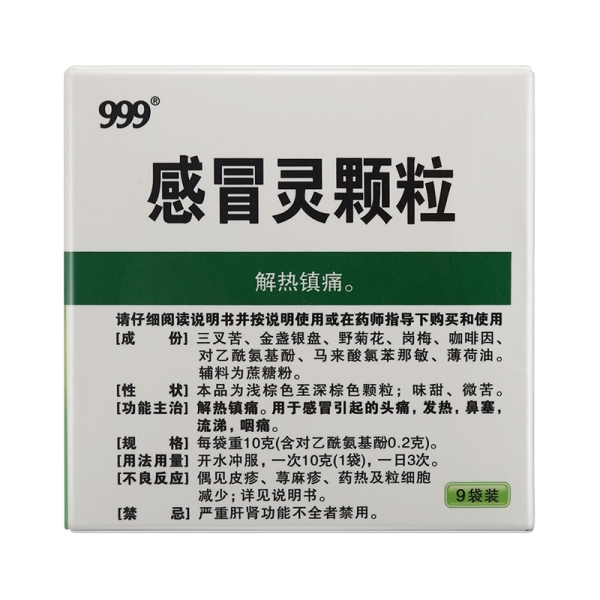 999®
感冒灵颗粒
解热镇痛。
请仔细阅读说明书并按说明使用或在药师指导下购买和使用
[成　份] 三叉苦、金盏银盘、野菊花、岗梅、咖啡因、
对乙酰氨基酚、马来酸氯苯那敏、薄荷油。
辅料为蔗糖粉。
[性　状] 本品为浅棕色至深棕色颗粒；味甜、微苦。
[功能主治] 解热镇痛。用于感冒引起的头痛，发热，鼻塞，
流涕，咽痛。
[规　格] 每袋重10克(含对乙酰氨基酚0.2克)。
[用法用量] 开水冲服，一次10克(1袋)，一日3次。
[不良反应] 偶见皮疹、荨麻疹、药热及粒细胞
减少；详见说明书。
9袋装
[禁　忌] 严重肝肾功能不全者禁用。